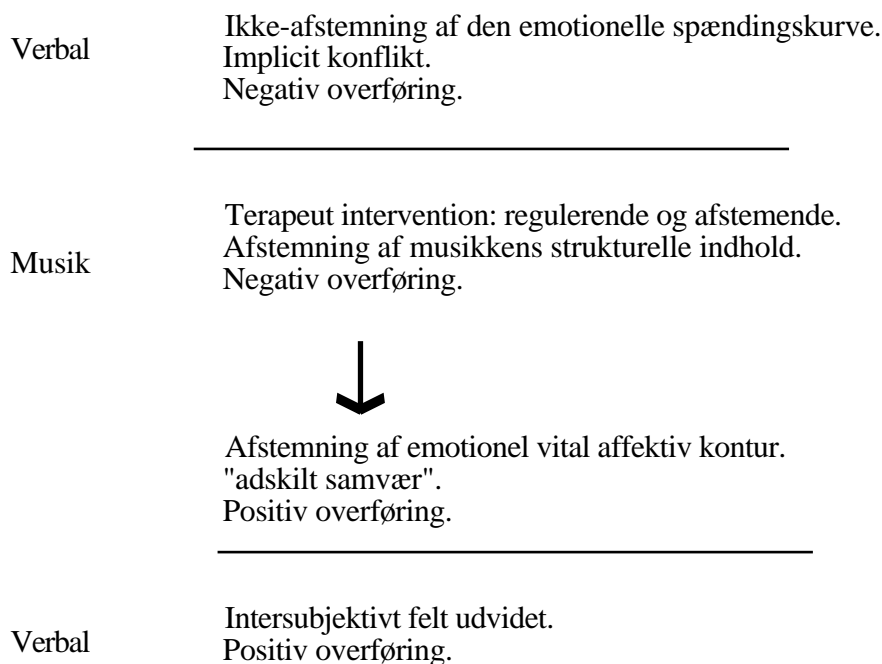 Verbal
Ikke-afstemning af den emotionelle spændingskurve.
Implicit konflikt.
Negativ overføring.
Musik
Terapeut intervention: regulerende og afstemende.
Afstemning af musikkens strukturelle indhold.
Negativ overføring.
Afstemning af emotionel vital affektiv kontur.
"adskilt samvær".
Positiv overføring.
Verbal
Intersubjektivt felt udvidet.
Positiv overføring.